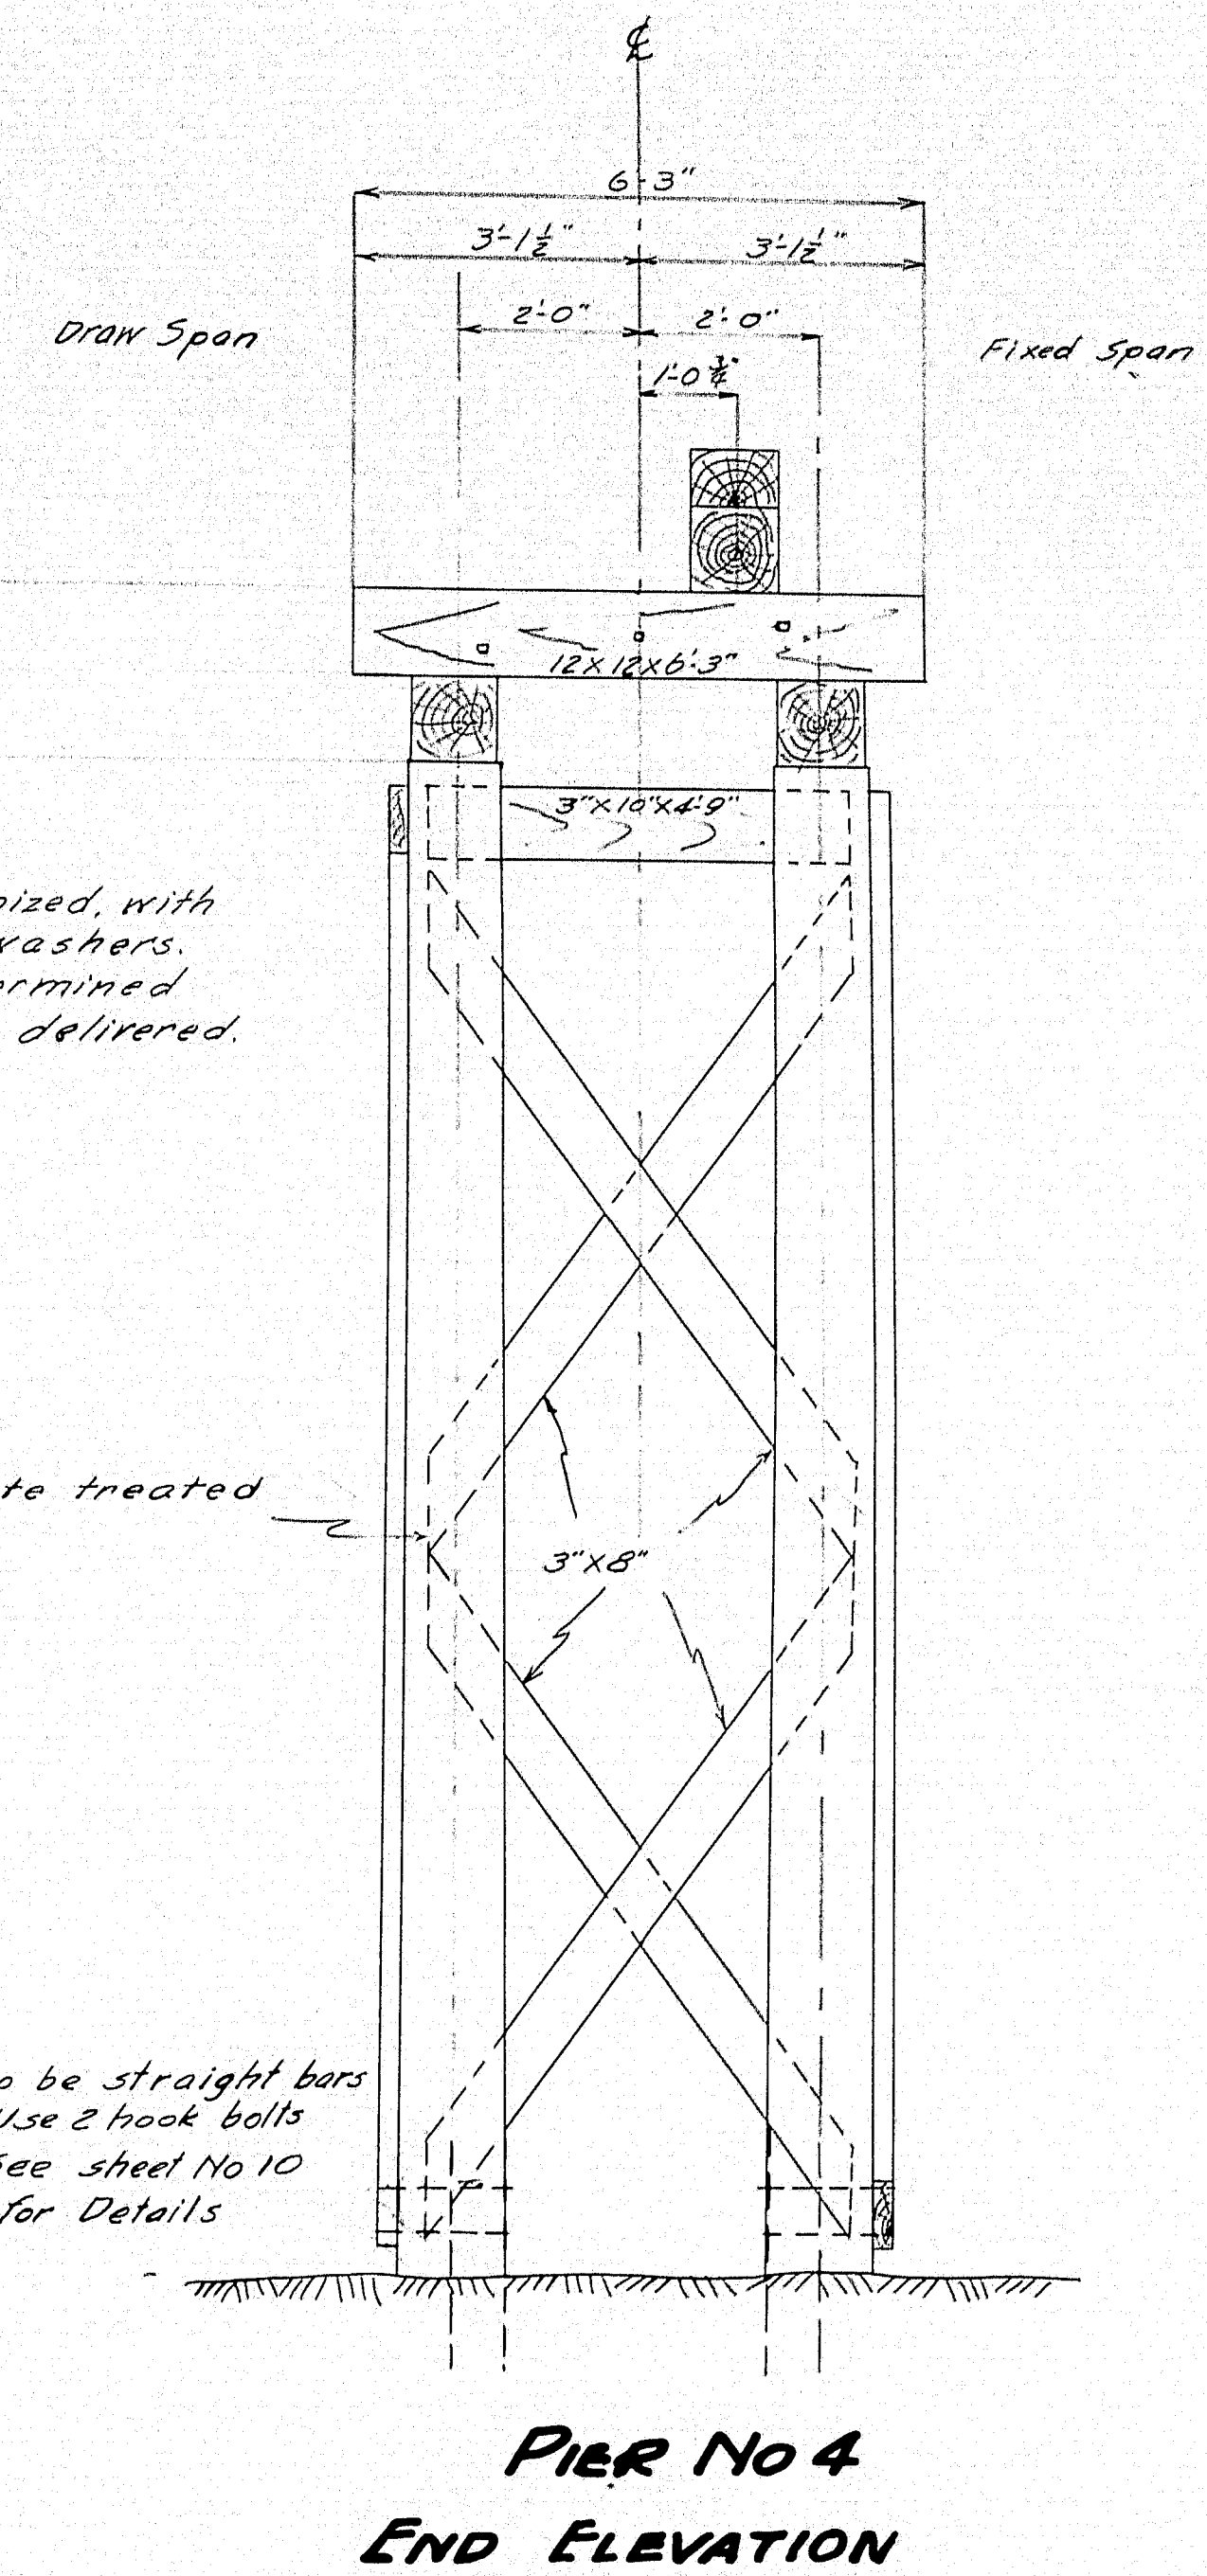 ℄
6'-3"
3'-1½" 3'-1½"
2'-0" 2'-0"
Draw Span
Fixed Span
1'-0¾"
12X12X6'-3"
3"X10"X4'-9"
ized, with
washers.
ermined
delivered.
te treated
3"X8"
o be straight bars
Use 2 hook bolts
See sheet No 10
for Details
PIER No 4
END ELEVATION